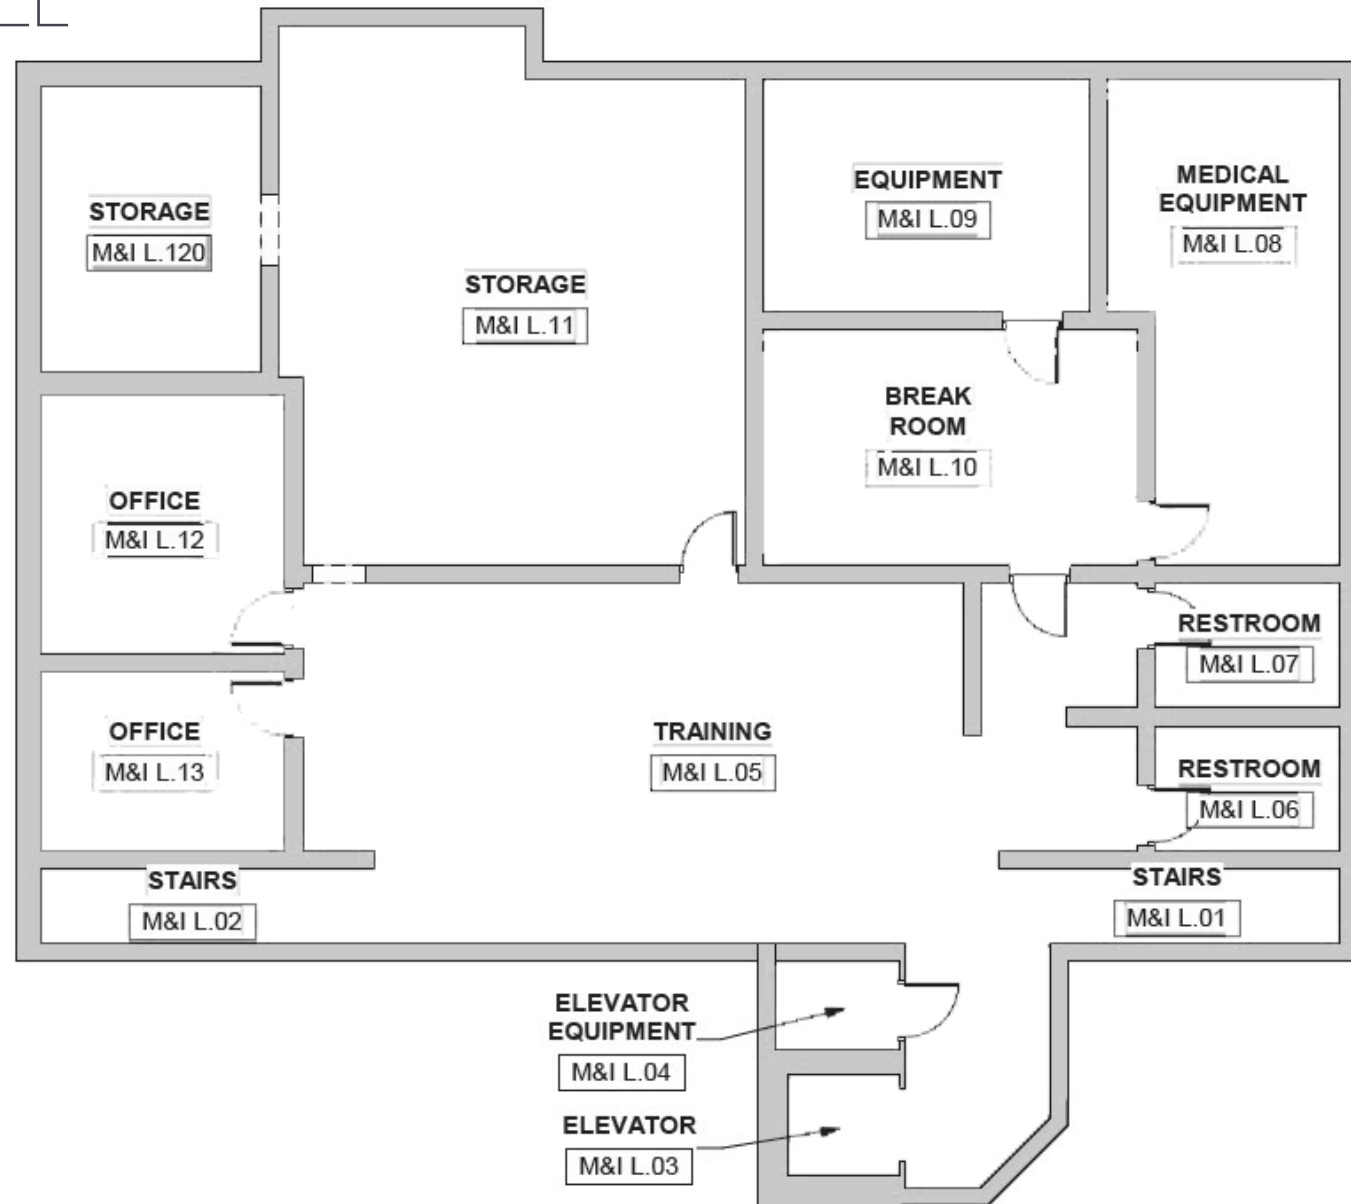 STORAGE
M&I L.120
STORAGE
M&I L.11
EQUIPMENT
M&I L.09
MEDICAL
EQUIPMENT
M&I L.08
BREAK
ROOM
M&I L.10
OFFICE
M&I L.12
OFFICE
M&I L.13
TRAINING
M&I L.05
RESTROOM
M&I L.07
RESTROOM
M&I L.06
STAIRS
M&I L.02
STAIRS
M&I L.01
ELEVATOR
EQUIPMENT
M&I L.04
ELEVATOR
M&I L.03